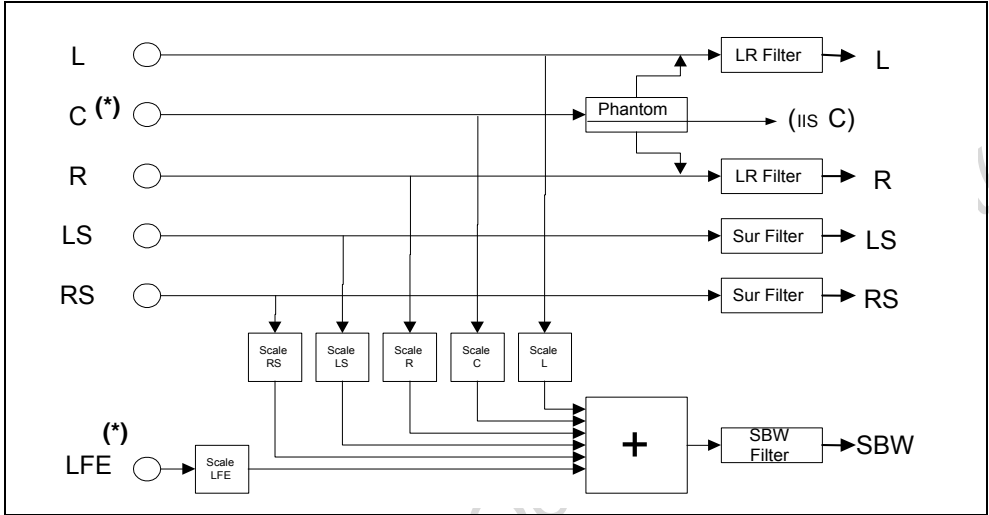 L LR Filter L
C (*) Phantom (IIS C)
R LR Filter R
LS Sur Filter LS
RS Sur Filter RS
Scale RS
Scale LS
Scale R
Scale C
Scale L
(*)
LFE Scale LFE + SBW Filter SBW